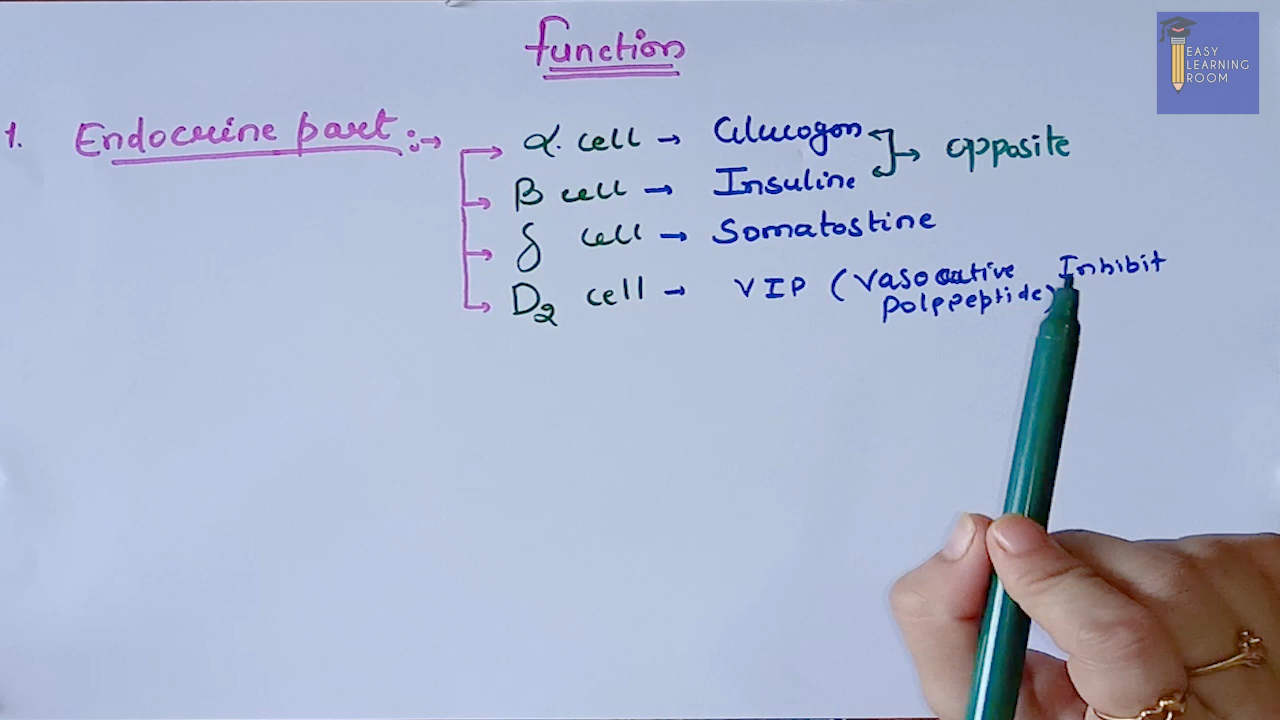 function
1. Endocrine part :→ α. cell → Glucogon
→ opposite
β cell → Insuline
δ cell → Somatostine
D2 cell → VIP (Vasoactive Inhibit
polppeptide)
EASY
LEARNING
ROOM